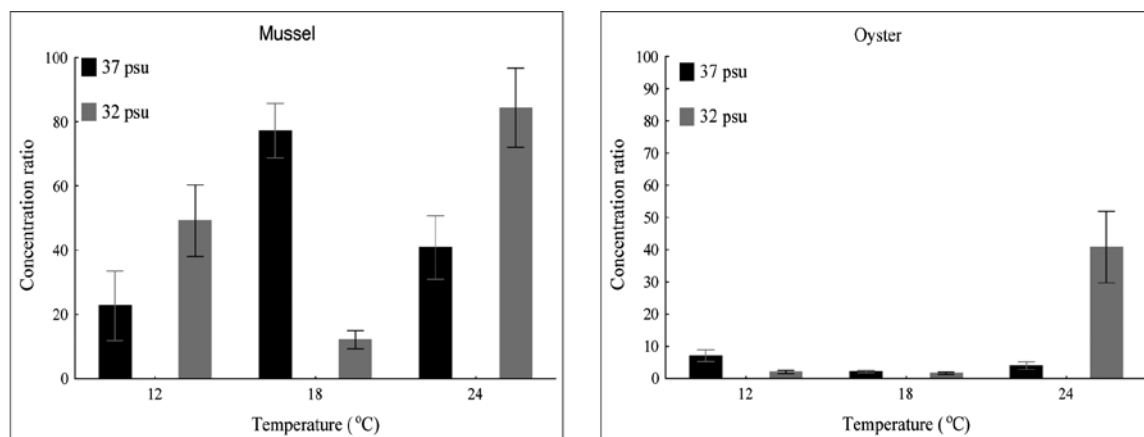 Mussel
100
80
60
40
20
0
Concentration ratio
37 psu
32 psu
12 18 24
Temperature (°C)
Oyster
100
90
80
70
60
50
40
30
20
10
0
Concentration ratio
37 psu
32 psu
12 18 24
Temperature (°C)